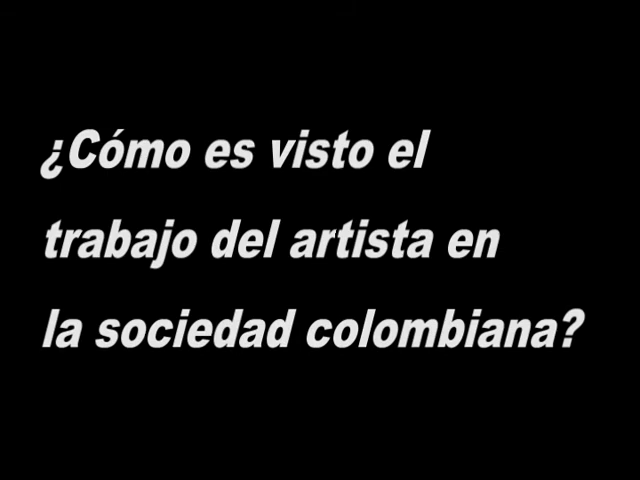 ¿Cómo es visto el
trabajo del artista en
la sociedad colombiana?